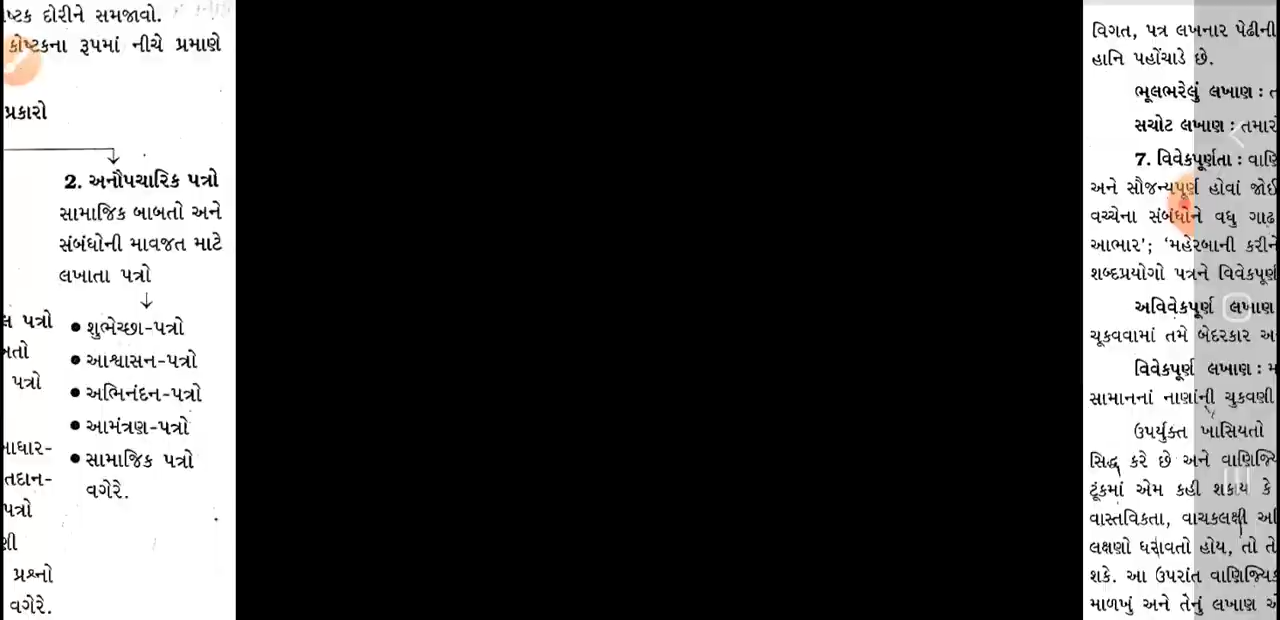 કોષ્ટક દોરીને સમજાવો.
કોષ્ટકના રૂપમાં નીચે પ્રમાણે
પ્રકારો
2. અનૌપચારિક પત્રો
સામાજિક બાબતો અને
સંબંધોની માવજત માટે
લખાતા પત્રો
• શુભેચ્છા-પત્રો
• આશ્વાસન-પત્રો
• અભિનંદન-પત્રો
• આમંત્રણ-પત્રો
• સામાજિક પત્રો
વગેરે.
પત્રો
પત્રો
પત્રો
પ્રશ્નો
વગેરે.
વિગત, પત્ર લખનાર પેઢીની
હાનિ પહોંચાડે છે.
ભૂલભરેલું લખાણ :
સચોટ લખાણ :
7. વિવેકપૂર્ણતા :
અને સૌજન્યપૂર્ણ હોવાં
વચ્ચેના સંબંધોને વધુ ગાઢ
આભાર'; 'મહેરબાની કરીને
શબ્દપ્રયોગો પત્રને
અવિવેકપૂર્ણ લખાણ
ચૂકવવામાં તમે બેદરકાર
વિવેકપૂર્ણ લખાણ :
સામાનનાં નાણાંની ચુકવણી
ઉપર્યુક્ત ખાસિયતો
સિદ્ધ કરે છે અને
ટૂંકમાં એમ કહી શકાય કે
વાસ્તવિકતા, વાચકલક્ષી
લક્ષણો ધરાવતો હોય, તો
શકે. આ ઉપરાંત
માળખું અને તેનું લખાણ